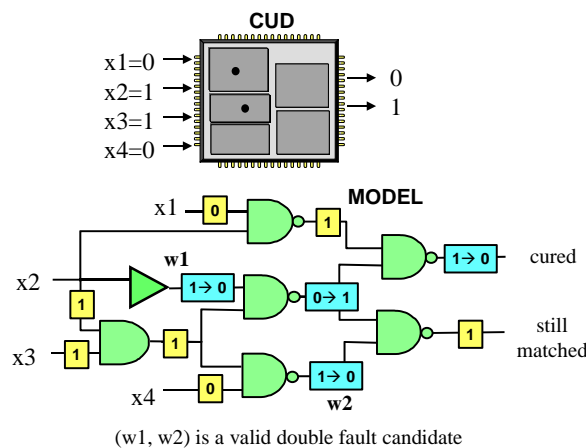 CUD
x1=0
x2=1
x3=1
x4=0
0
1
MODEL
x1
0
1
1→0
cured
w1
x2
1→0
0→1
1
1
1
still
matched
x3
1
x4
0
1→0
w2
(w1, w2) is a valid double fault candidate